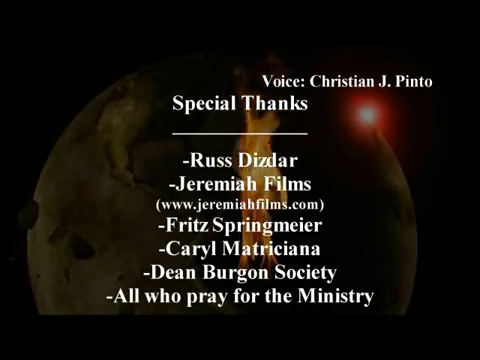 Voice: Christian J. Pinto
Special Thanks
-Russ Dizdar
-Jeremiah Films
(www.jeremiahfilms.com)
-Fritz Springmeier
-Caryl Matriciana
-Dean Burgon Society
-All who pray for the Ministry